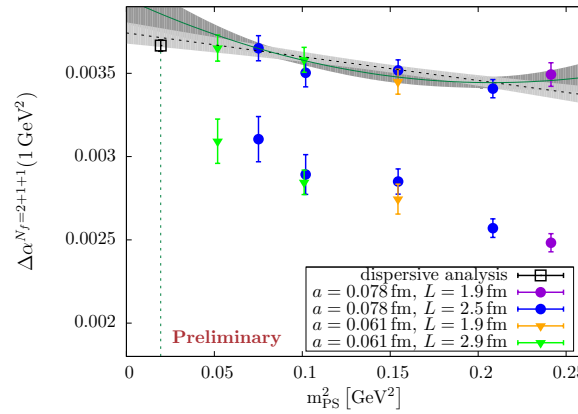 0.0035
0.003
0.0025
0.002
Δα^{N_f=2+1+1}(1 GeV²)
dispersive analysis
a = 0.078 fm, L = 1.9 fm
a = 0.078 fm, L = 2.5 fm
a = 0.061 fm, L = 1.9 fm
a = 0.061 fm, L = 2.9 fm
Preliminary
0 0.05 0.1 0.15 0.2 0.25
m²_PS [GeV²]